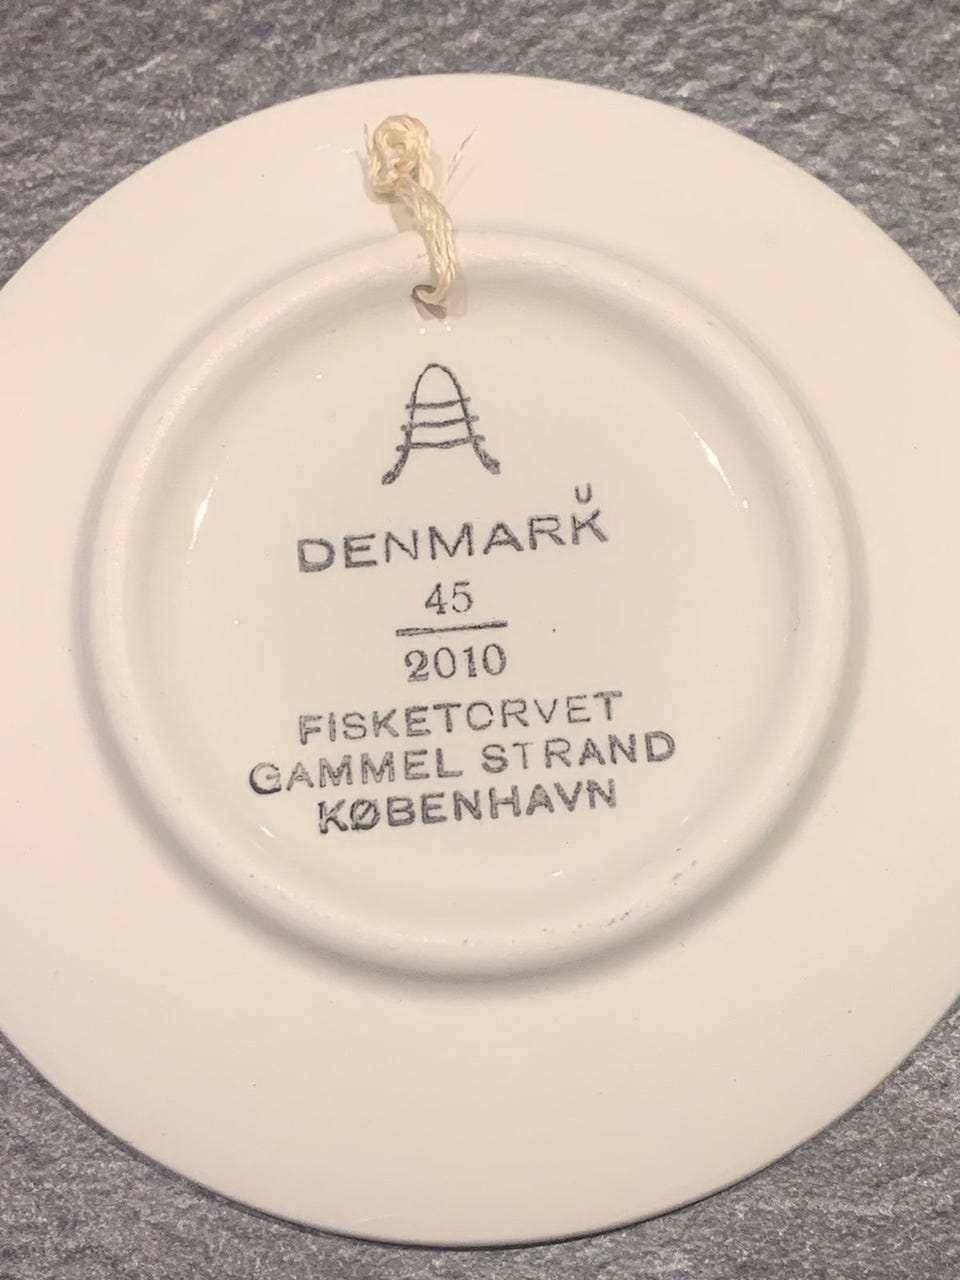 U
DENMARK
45
2010
FISKETORVET
GAMMEL STRAND
KØBENHAVN